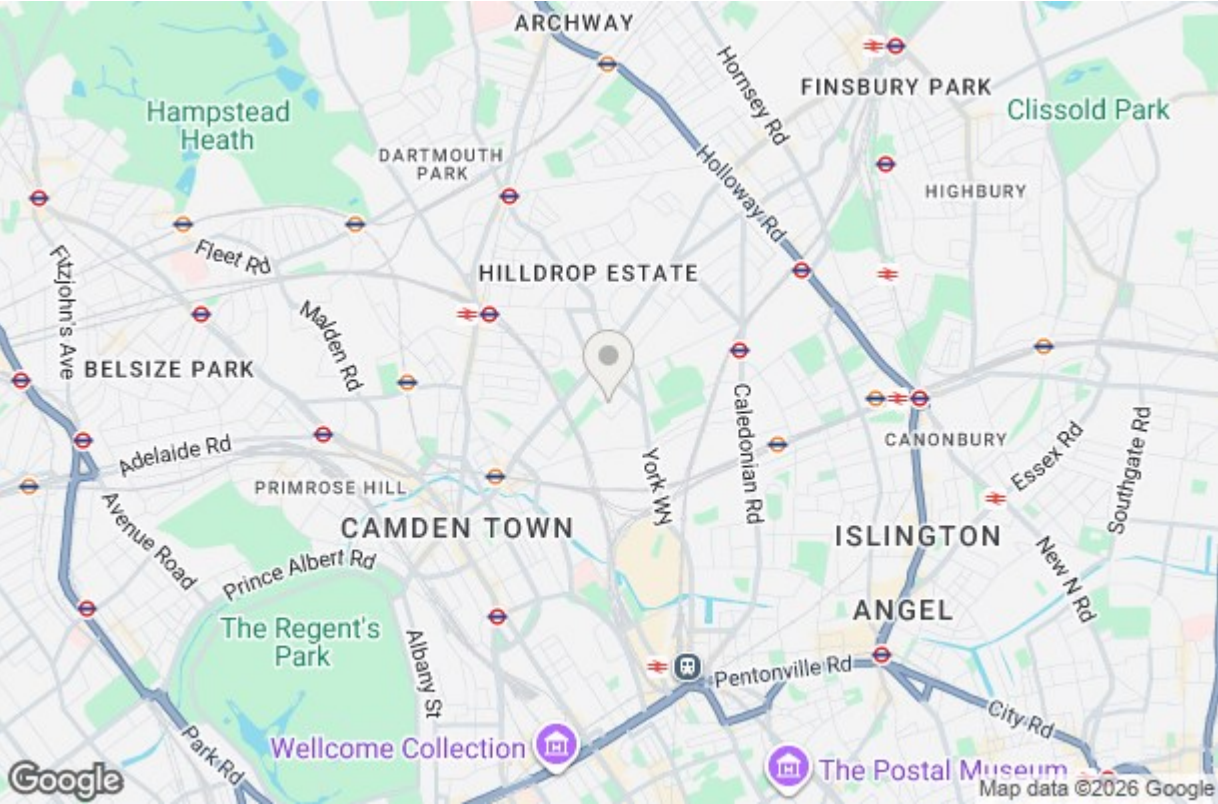 ARCHWAY
Hornsey Rd
FINSBURY PARK
Clissold Park
Hampstead
Heath
DARTMOUTH
PARK
Holloway Rd
HIGHBURY
Fleet Rd
Fitzjohn's Ave
HILLDROP ESTATE
Malden Rd
BELSIZE PARK
Caledonian Rd
CANONBURY
Essex Rd
Southgate Rd
Adelaide Rd
York Wy
PRIMROSE HILL
Avenue Road
CAMDEN TOWN
ISLINGTON
New N Rd
Prince Albert Rd
ANGEL
The Regent's
Park
Albany St
Pentonville Rd
City Rd
Park Rd
Wellcome Collection
The Postal Museum
Google
Map data ©2026 Google